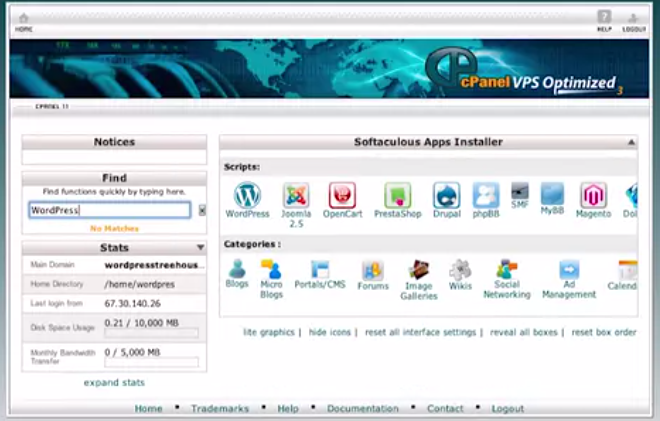 HOME
HELP LOGOUT
cPanel VPS Optimized 3
CPANEL 11
Notices
Find
Find functions quickly by typing here.
WordPress
No Matches
Stats
Main Domain wordpresstreehous...
Home Directory /home/wordpres
Last login from 67.30.140.26
Disk Space Usage 0.21 / 10,000 MB
Monthly Bandwidth Transfer 0 / 5,000 MB
expand stats
Softaculous Apps Installer
Scripts:
WordPress Joomla 2.5 OpenCart PrestaShop Drupal phpBB SMF MyBB Magento Dol
Categories :
Blogs Micro Blogs Portals/CMS Forums Image Galleries Wikis Social Networking Ad Management Calend
lite graphics | hide icons | reset all interface settings | reveal all boxes | reset box order
Home ▪ Trademarks ▪ Help ▪ Documentation ▪ Contact ▪ Logout